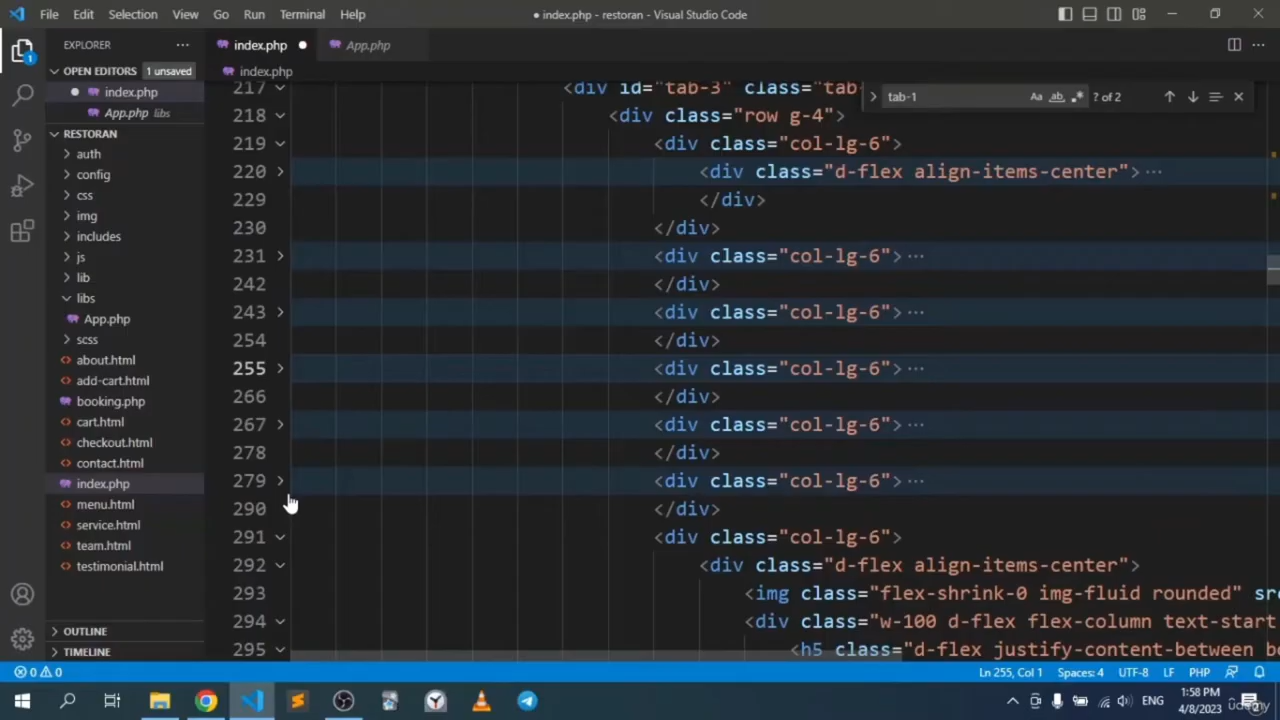 File Edit Selection View Go Run Terminal Help
● index.php - restoran - Visual Studio Code
EXPLORER ···
index.php ●
App.php
OPEN EDITORS 1 unsaved
index.php
● index.php
App.php libs
RESTORAN
auth
config
css
img
includes
js
lib
libs
App.php
scss
about.html
add-cart.html
booking.php
cart.html
checkout.html
contact.html
index.php
menu.html
service.html
team.html
testimonial.html
OUTLINE
TIMELINE
tab-1
Aa ab
? of 2
217 <div id="tab-3" class="tab-
218 <div class="row g-4">
219 <div class="col-lg-6">
220 <div class="d-flex align-items-center">···
229 </div>
230 </div>
231 <div class="col-lg-6">···
242 </div>
243 <div class="col-lg-6">···
254 </div>
255 <div class="col-lg-6">···
266 </div>
267 <div class="col-lg-6">···
278 </div>
279 <div class="col-lg-6">···
290 </div>
291 <div class="col-lg-6">
292 <div class="d-flex align-items-center">
293 <img class="flex-shrink-0 img-fluid rounded" sr
294 <div class="w-100 d-flex flex-column text-start
295 <h5 class="d-flex justify-content-between bo
0 0
Ln 255, Col 1 Spaces: 4 UTF-8 LF PHP
ENG
1:58 PM
4/8/2023
udemy
1